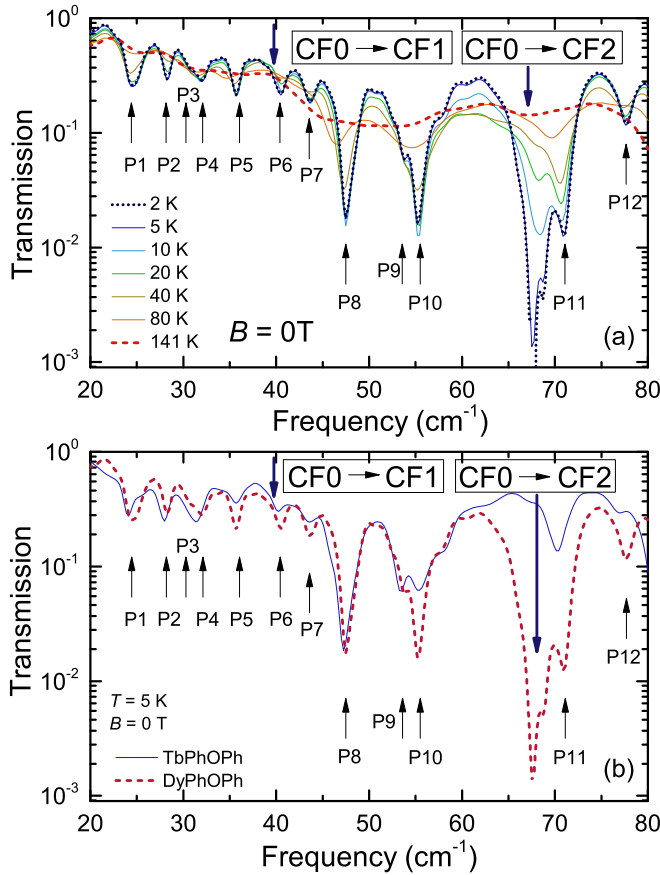 (a)
CF0 → CF1
CF0 → CF2
10⁰
10⁻¹
10⁻²
10⁻³
Transmission
P1
P2
P3
P4
P5
P6
P7
P8
P9
P10
P11
P12
2 K
5 K
10 K
20 K
40 K
80 K
141 K
B = 0T
(a)
20 30 40 50 60 70 80
Frequency (cm⁻¹)
CF0 → CF1
CF0 → CF2
10⁰
10⁻¹
10⁻²
10⁻³
Transmission
P1
P2
P3
P4
P5
P6
P7
P8
P9
P10
P11
P12
T = 5 K
B = 0 T
TbPhOPh
DyPhOPh
(b)
20 30 40 50 60 70 80
Frequency (cm⁻¹)